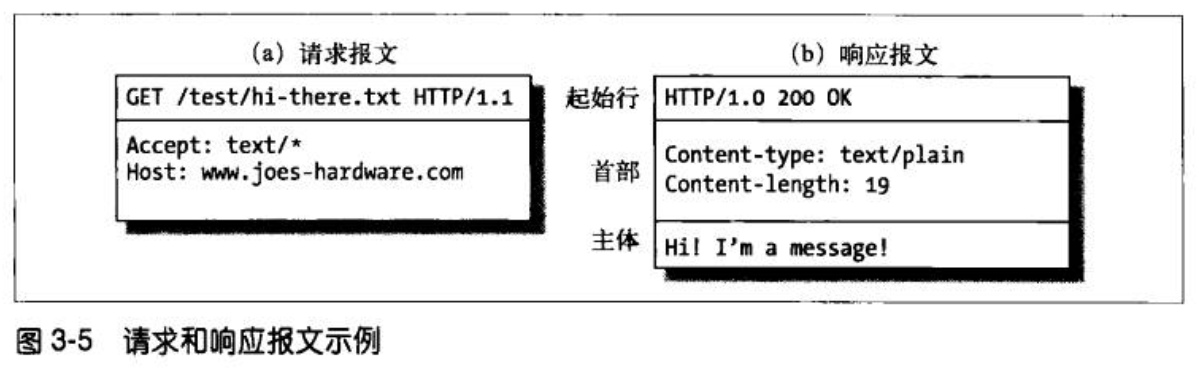 (a) 请求报文
GET /test/hi-there.txt HTTP/1.1
Accept: text/*
Host: www.joes-hardware.com
起始行
首部
主体
(b) 响应报文
HTTP/1.0 200 OK
Content-type: text/plain
Content-length: 19
Hi! I'm a message!
图 3-5 请求和响应报文示例